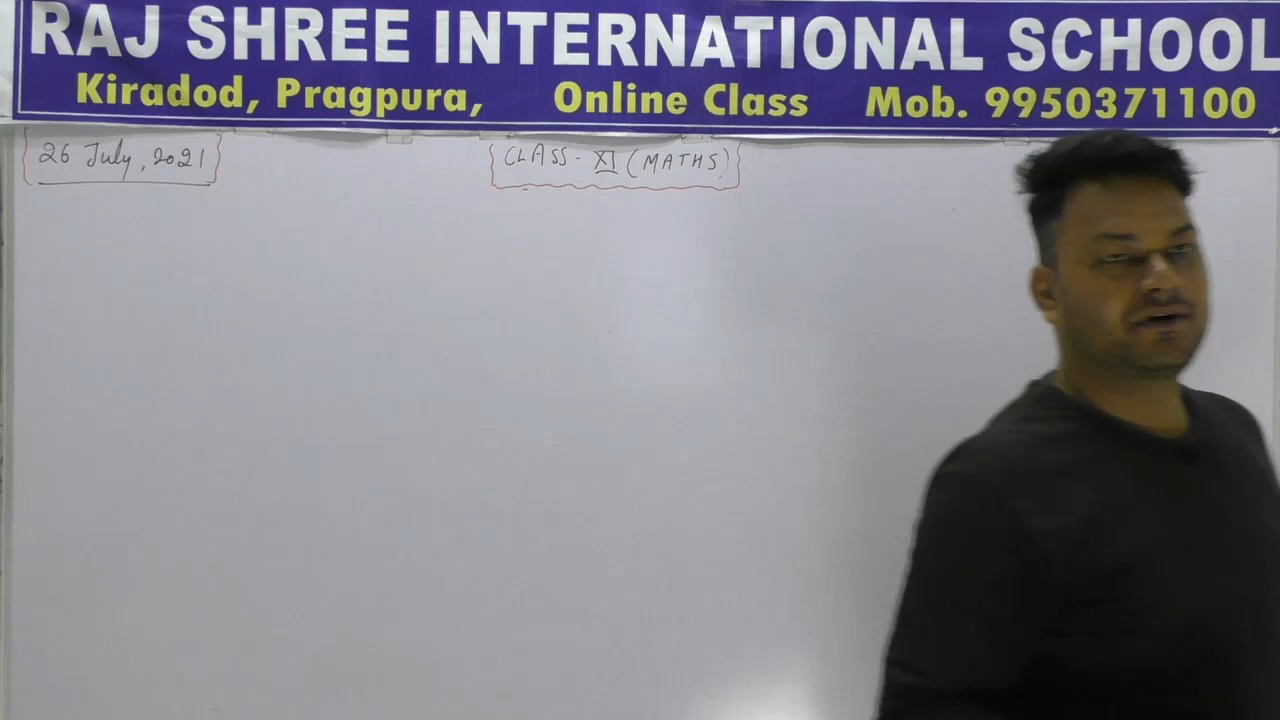 RAJ SHREE INTERNATIONAL SCHOOL
Kiradod, Pragpura, Online Class Mob. 9950371100
26 July, 2021
CLASS - XI (MATHS)